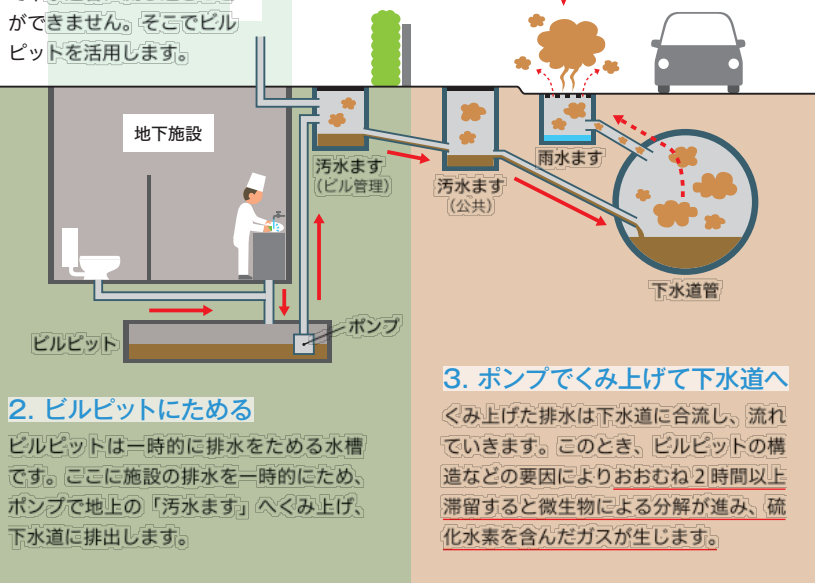 ができません。そこでビル
ピットを活用します。
地下施設
汚水ます
（ビル管理）
汚水ます
（公共）
雨水ます
下水道管
ビルピット
ポンプ
2. ビルピットにためる
ビルピットは一時的に排水をためる水槽
です。ここに施設の排水を一時的にため、
ポンプで地上の「汚水ます」へくみ上げ、
下水道に排出します。
3. ポンプでくみ上げて下水道へ
くみ上げた排水は下水道に合流し、流れ
ていきます。このとき、ビルピットの構
造などの要因によりおおむね2時間以上
滞留すると微生物による分解が進み、硫
化水素を含んだガスが生じます。